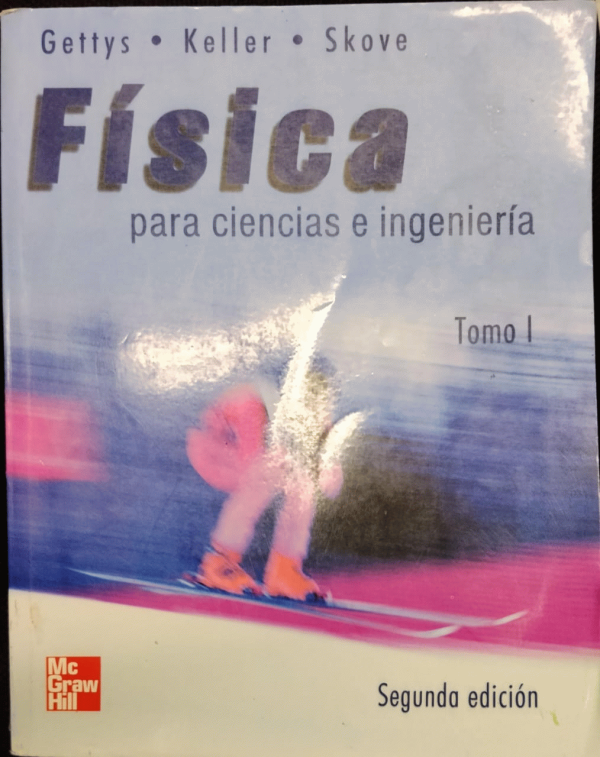 Gettys • Keller • Skove
Física
para ciencias e ingeniería
Tomo I
Mc
Graw
Hill
Segunda edición